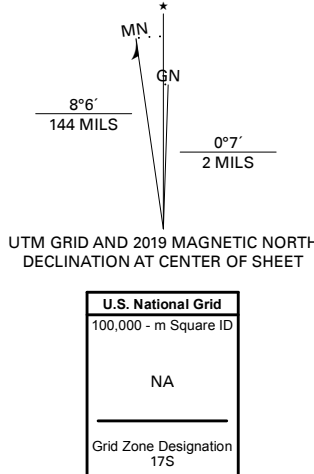 ★
MN
GN
8°6´
144 MILS
0°7´
2 MILS
UTM GRID AND 2019 MAGNETIC NORTH
DECLINATION AT CENTER OF SHEET
U.S. National Grid
100,000 - m Square ID
NA
Grid Zone Designation
17S